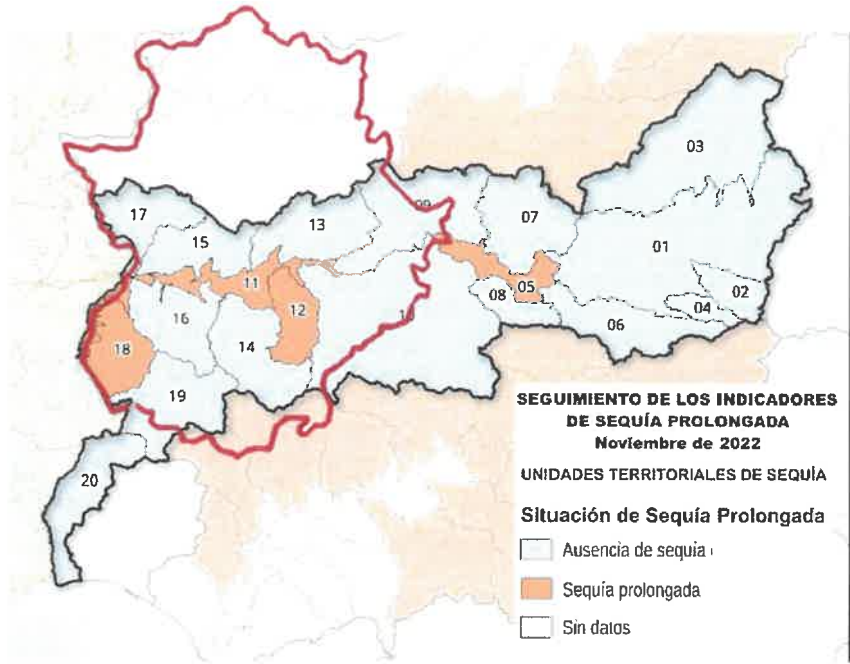 03
17
13
09
07
15
01
11
02
05
08
12
04
16
06
14
18
19
20
SEGUIMIENTO DE LOS INDICADORES
DE SEQUÍA PROLONGADA
Noviembre de 2022
UNIDADES TERRITORIALES DE SEQUÍA
Situación de Sequía Prolongada
Ausencia de sequía
Sequía prolongada
Sin datos